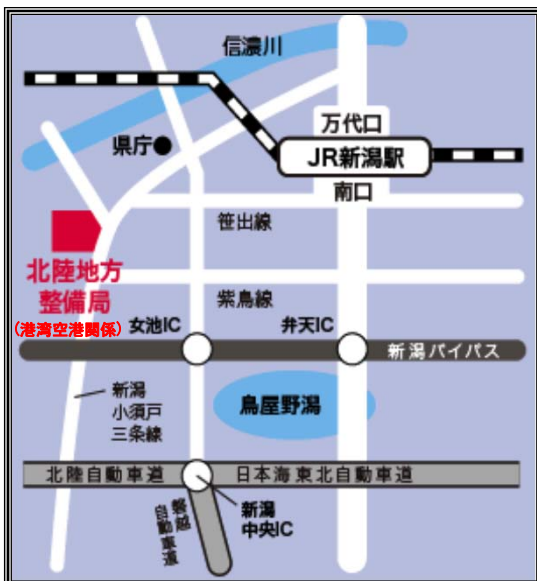 信濃川
万代口
県庁●
JR新潟駅
南口
笹出線
北陸地方
整備局
(港湾空港関係)
紫鳥線
女池IC
弁天IC
新潟バイパス
新潟
小須戸
三条線
鳥屋野潟
北陸自動車道
日本海東北自動車道
磐越
自動車道
新潟
中央IC